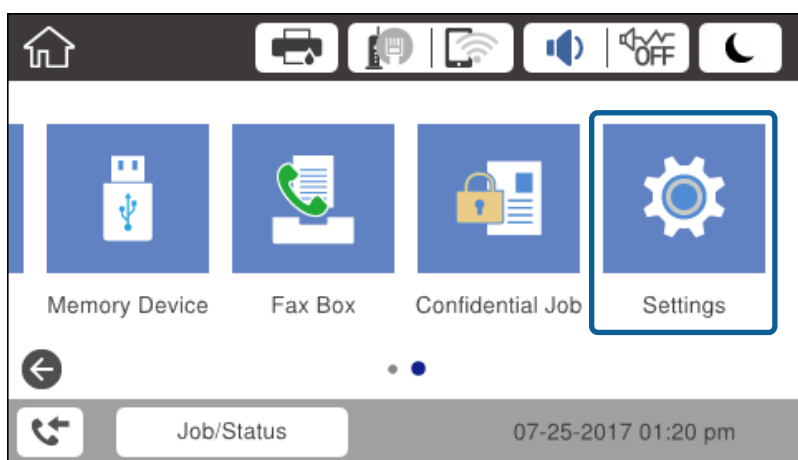 OFF
Memory Device
Fax Box
Confidential Job
Settings
Job/Status
07-25-2017 01:20 pm